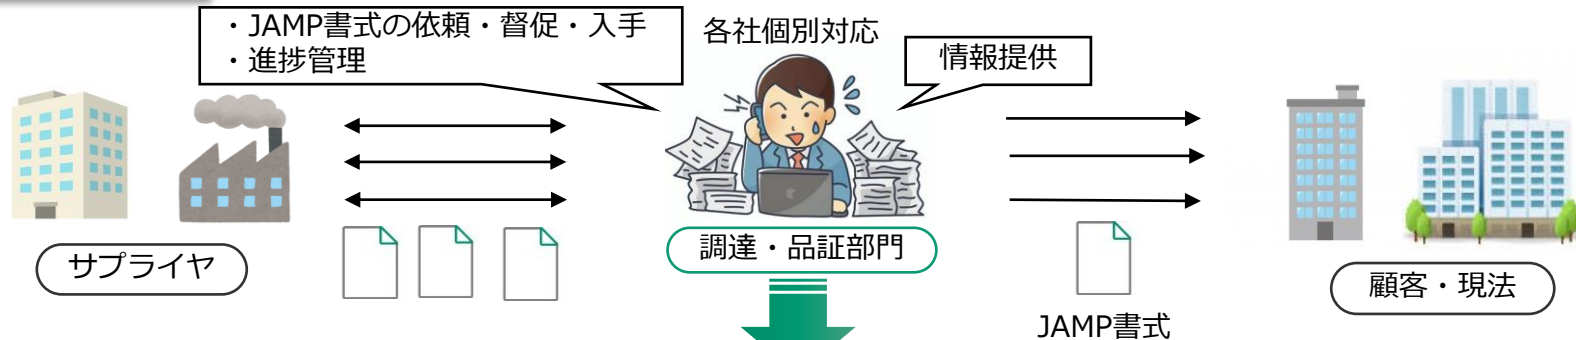 ・JAMP書式の依頼・督促・入手
・進捗管理
各社個別対応
情報提供
サプライヤ
調達・品証部門
JAMP書式
顧客・現法